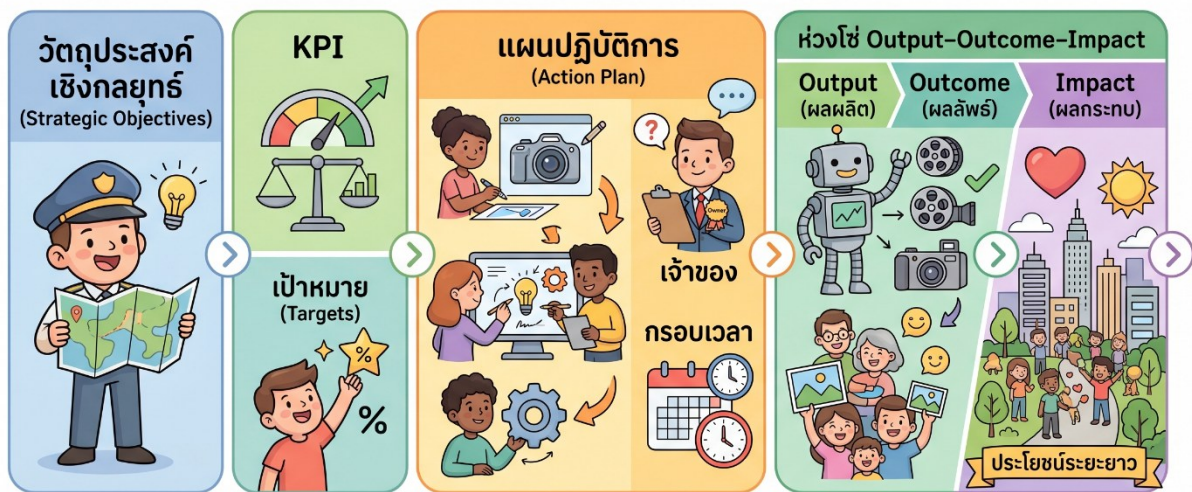 วัตถุประสงค์
เชิงกลยุทธ์
(Strategic Objectives)
KPI
เป้าหมาย
(Targets)
%
%
แผนปฏิบัติการ
(Action Plan)
?
Owner
เจ้าของ
กรอบเวลา
ห่วงโซ่ Output–Outcome–Impact
Output
(ผลผลิต)
Outcome
(ผลลัพธ์)
Impact
(ผลกระทบ)
ประโยชน์ระยะยาว